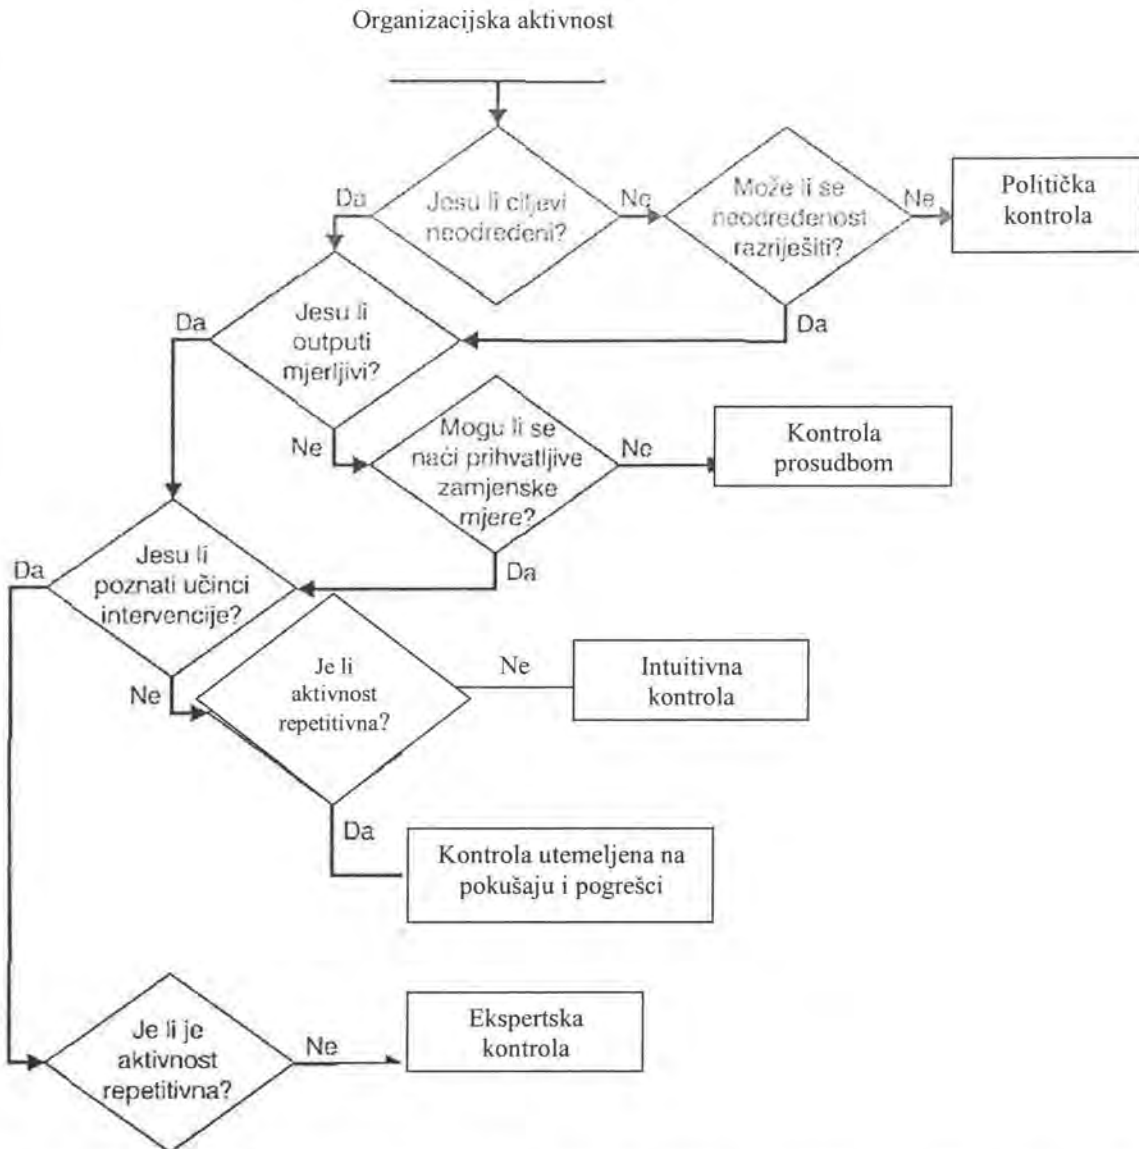 Organizacijska aktivnost
Da
Jesu li ciljevi
neodređeni?
Ne
Može li se
neodređenost
razriješiti?
Ne
Politička
kontrola
Da
Jesu li
outputi
mjerljivi?
Da
Ne
Mogu li se
naći prihvatljive
zamjenske
mjere?
Ne
Kontrola
prosudbom
Da
Jesu li
poznati učinci
intervencije?
Da
Ne
Je li
aktivnost
repetitivna?
Ne
Intuitivna
kontrola
Da
Kontrola utemeljena na
pokušaju i pogrešci
Je li je
aktivnost
repetitivna?
Ne
Ekspertska
kontrola